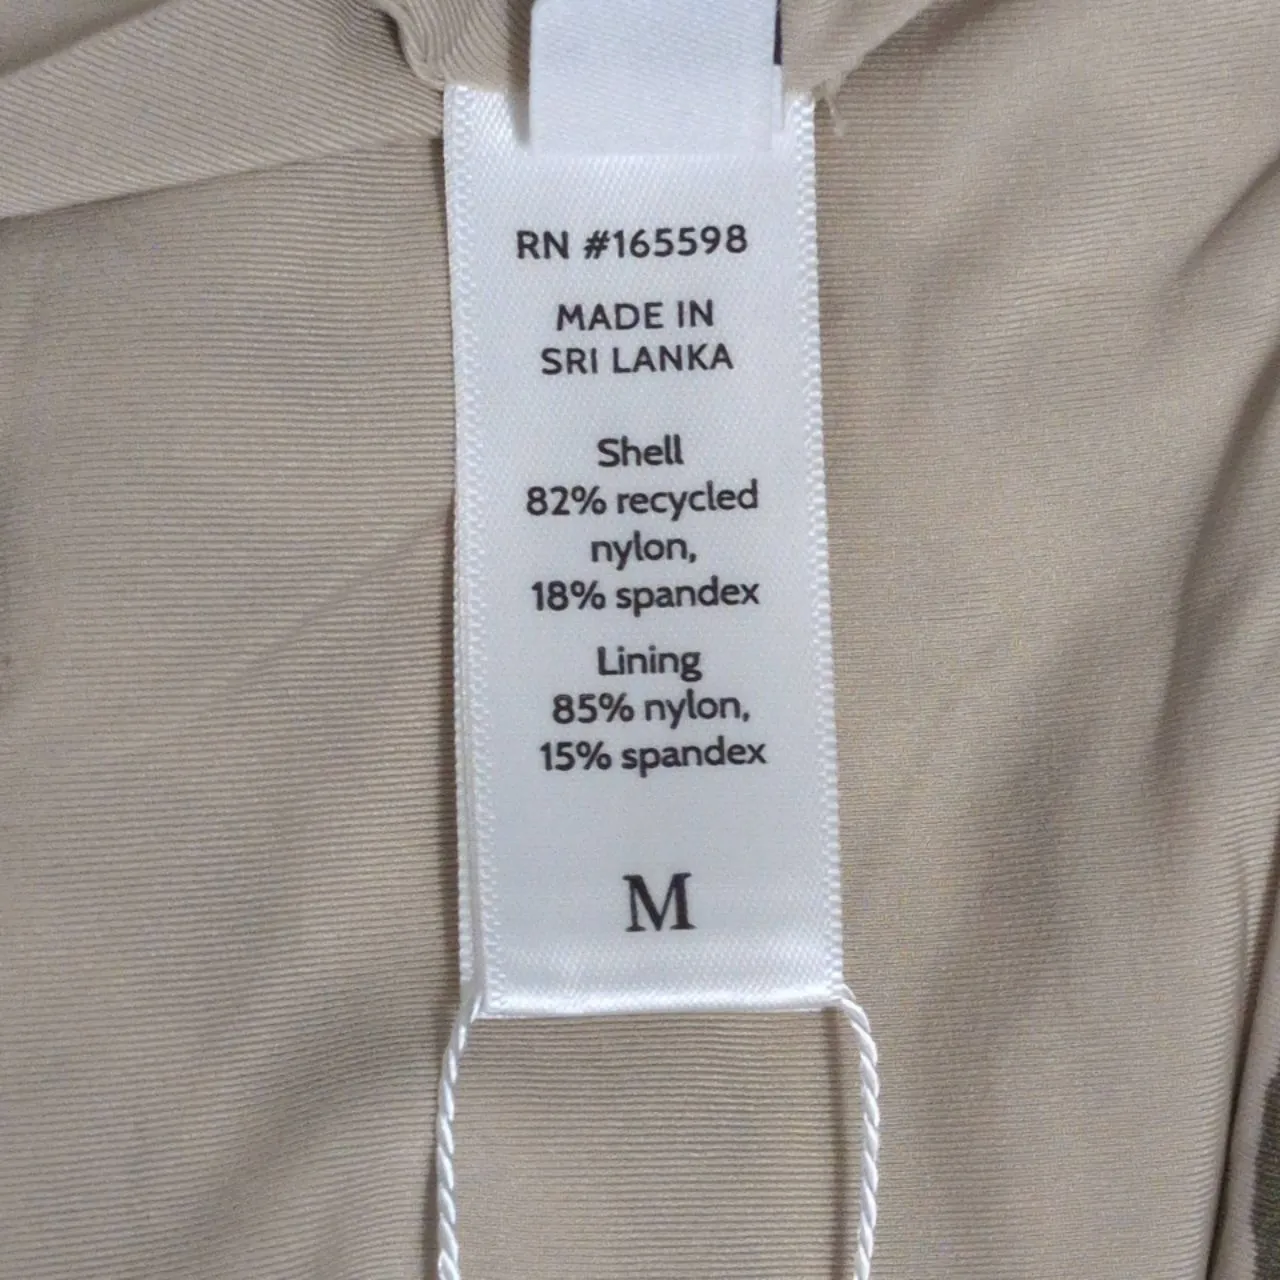 RN #165598
MADE IN
SRI LANKA
Shell
82% recycled
nylon,
18% spandex
Lining
85% nylon,
15% spandex
M